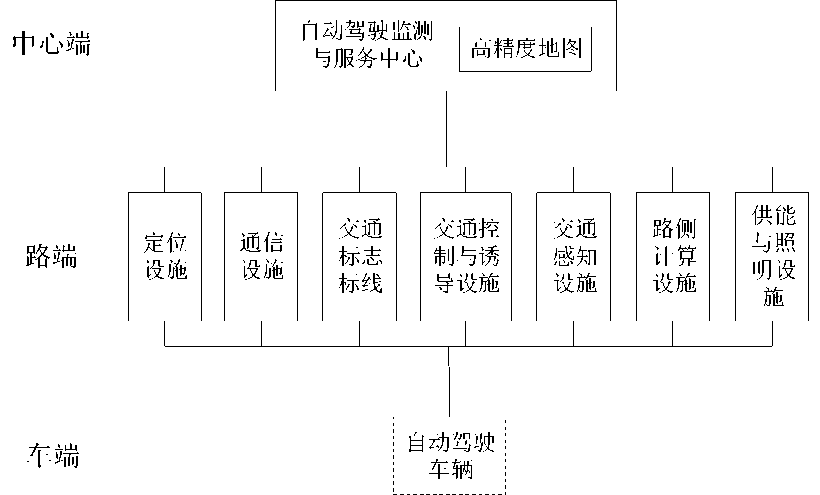 中心端
自动驾驶监测
与服务中心
高精度地图
路端
定位
设施
通信
设施
交通
标志
标线
交通控
制与诱
导设施
交通
感知
设施
路侧
计算
设施
供能
与照
明设
施
车端
自动驾驶
车辆